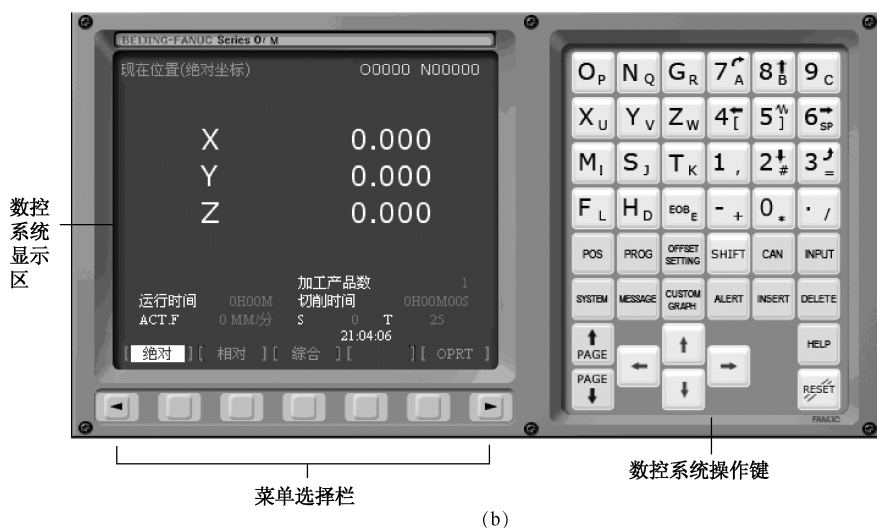 BEIJING-FANUC Series 0i M
现在位置(绝对坐标) O0000 N00000
X 0.000
Y 0.000
Z 0.000
加工产品数 1
运行时间 0H00M 切削时间 0H00M00S
ACT.F 0 MM/分 S 0 T 25
21:04:06
[ 绝对 ][ 相对 ][ 综合 ][ ][ OPRT ]
数控
系统
显示
区
OP NQ GR 7A 8B 9C
XU YV ZW 4[ 5] 6SP
MI SJ TK 1, 2# 3=
FL HD EOBE -+ 0* ./
POS PROG OFFSET SETTING SHIFT CAN INPUT
SYSTEM MESSAGE CUSTOM GRAPH ALERT INSERT DELETE
PAGE HELP
PAGE RESET
FANUC
菜单选择栏
数控系统操作键
(b)